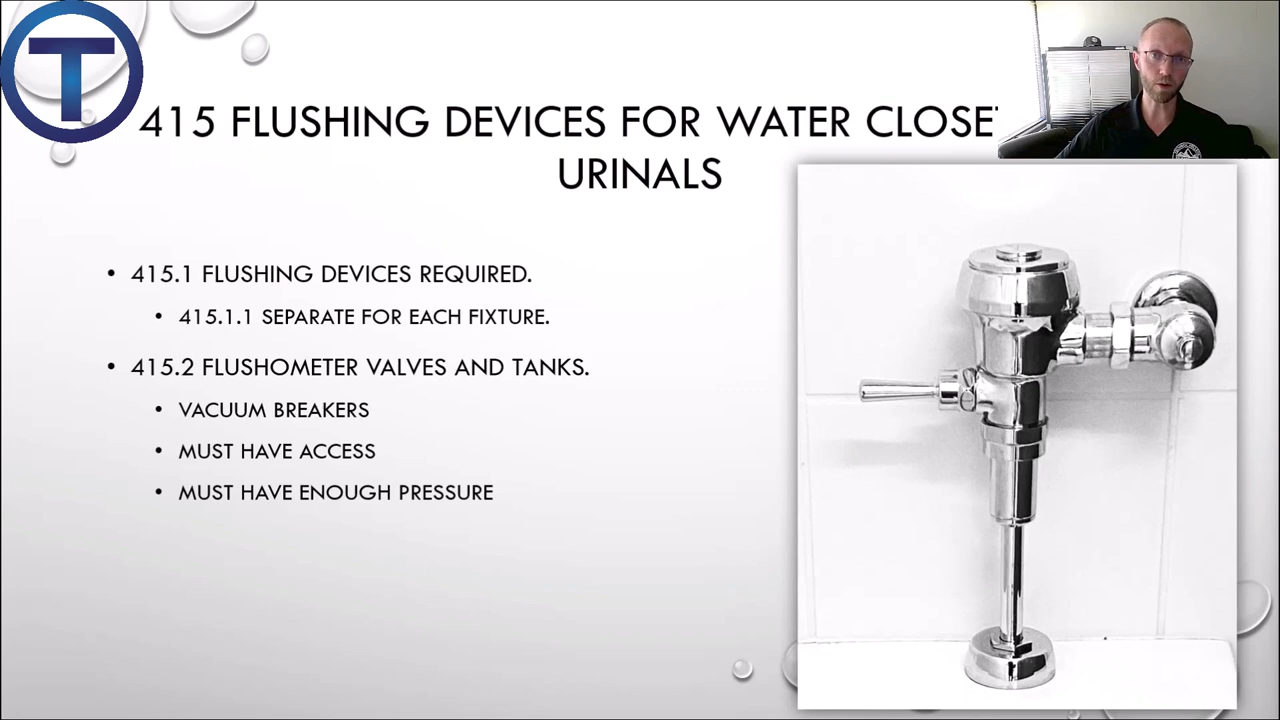 T
415 FLUSHING DEVICES FOR WATER
URINALS
• 415.1 FLUSHING DEVICES REQUIRED.
• 415.1.1 SEPARATE FOR EACH FIXTURE.
• 415.2 FLUSHOMETER VALVES AND TANKS.
• VACUUM BREAKERS
• MUST HAVE ACCESS
• MUST HAVE ENOUGH PRESSURE